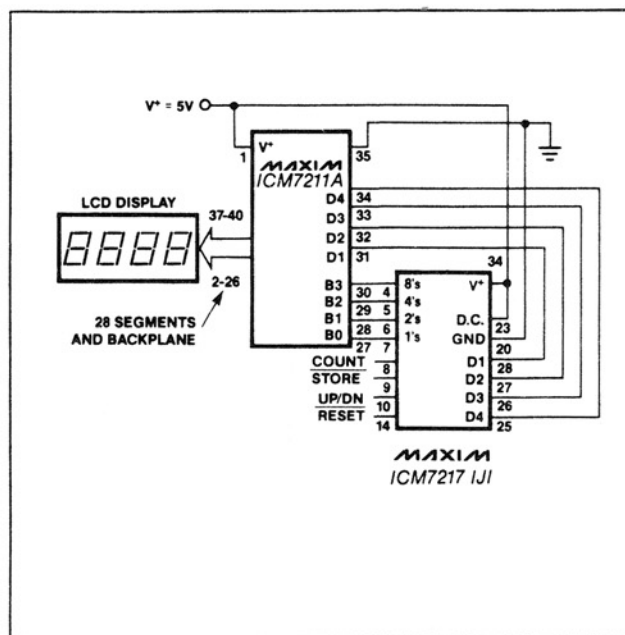 V⁺ = 5V
1
V⁺
35
MAXIM
ICM7211A
LCD DISPLAY
8888
37-40
2-26
28 SEGMENTS
AND BACKPLANE
D4
34
D3
33
D2
32
D1
31
B3
30
B2
29
B1
28
B0
27
34
4
8's
V⁺
5
4's
6
2's
D.C.
23
7
1's
GND
20
COUNT
8
D1
28
STORE
9
D2
27
UP/DN
10
D3
26
RESET
14
D4
25
MAXIM
ICM7217 IJI